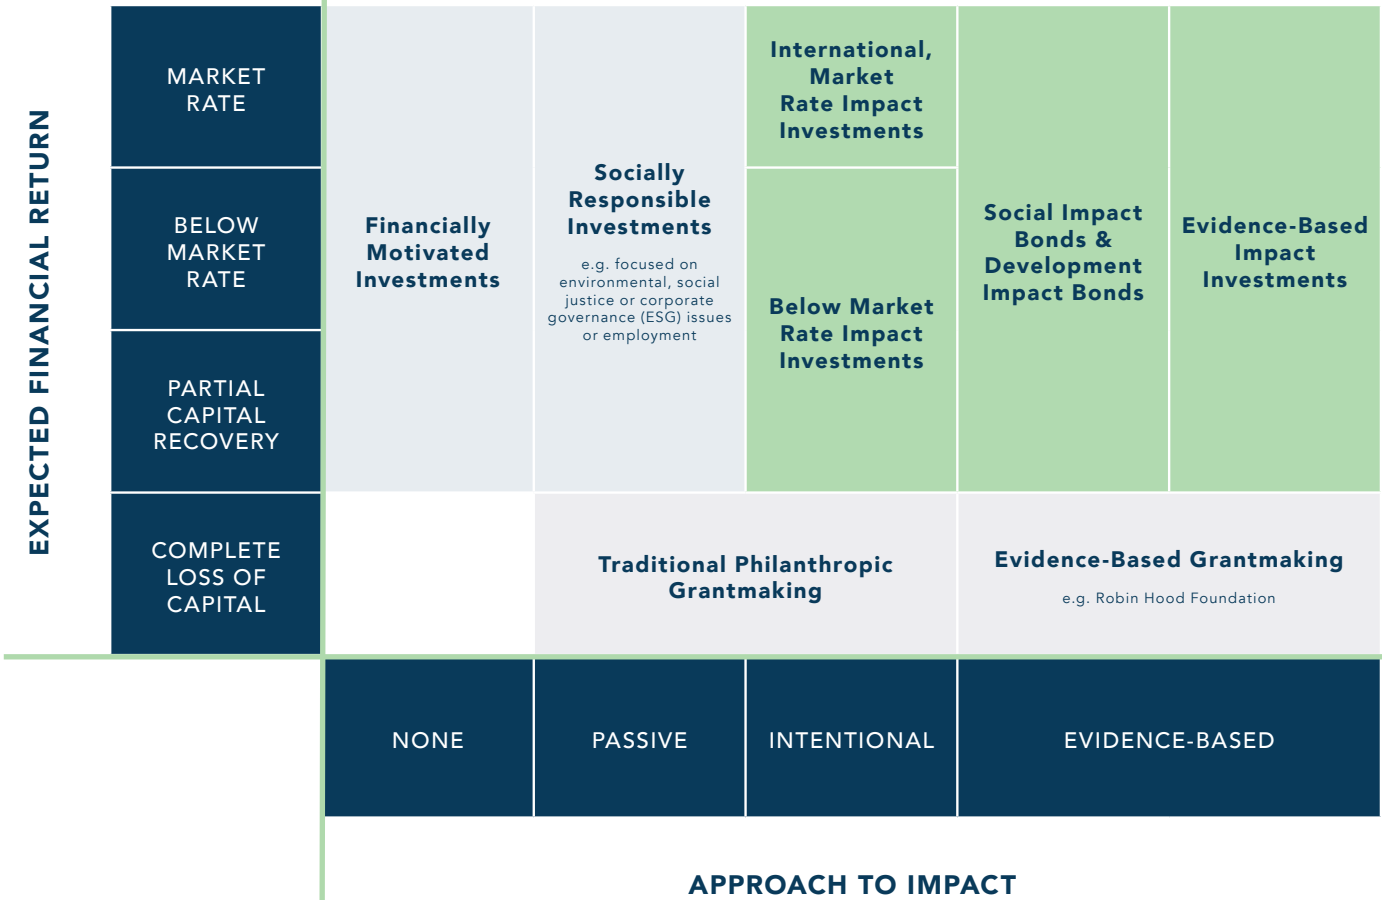 EXPECTED FINANCIAL RETURN
MARKET
RATE
BELOW
MARKET
RATE
PARTIAL
CAPITAL
RECOVERY
COMPLETE
LOSS OF
CAPITAL
Financially
Motivated
Investments
Socially
Responsible
Investments
e.g. focused on
environmental, social
justice or corporate
governance (ESG) issues
or employment
International,
Market
Rate Impact
Investments
Below Market
Rate Impact
Investments
Social Impact
Bonds &
Development
Impact Bonds
Evidence-Based
Impact
Investments
Traditional Philanthropic
Grantmaking
Evidence-Based Grantmaking
e.g. Robin Hood Foundation
NONE
PASSIVE
INTENTIONAL
EVIDENCE-BASED
APPROACH TO IMPACT